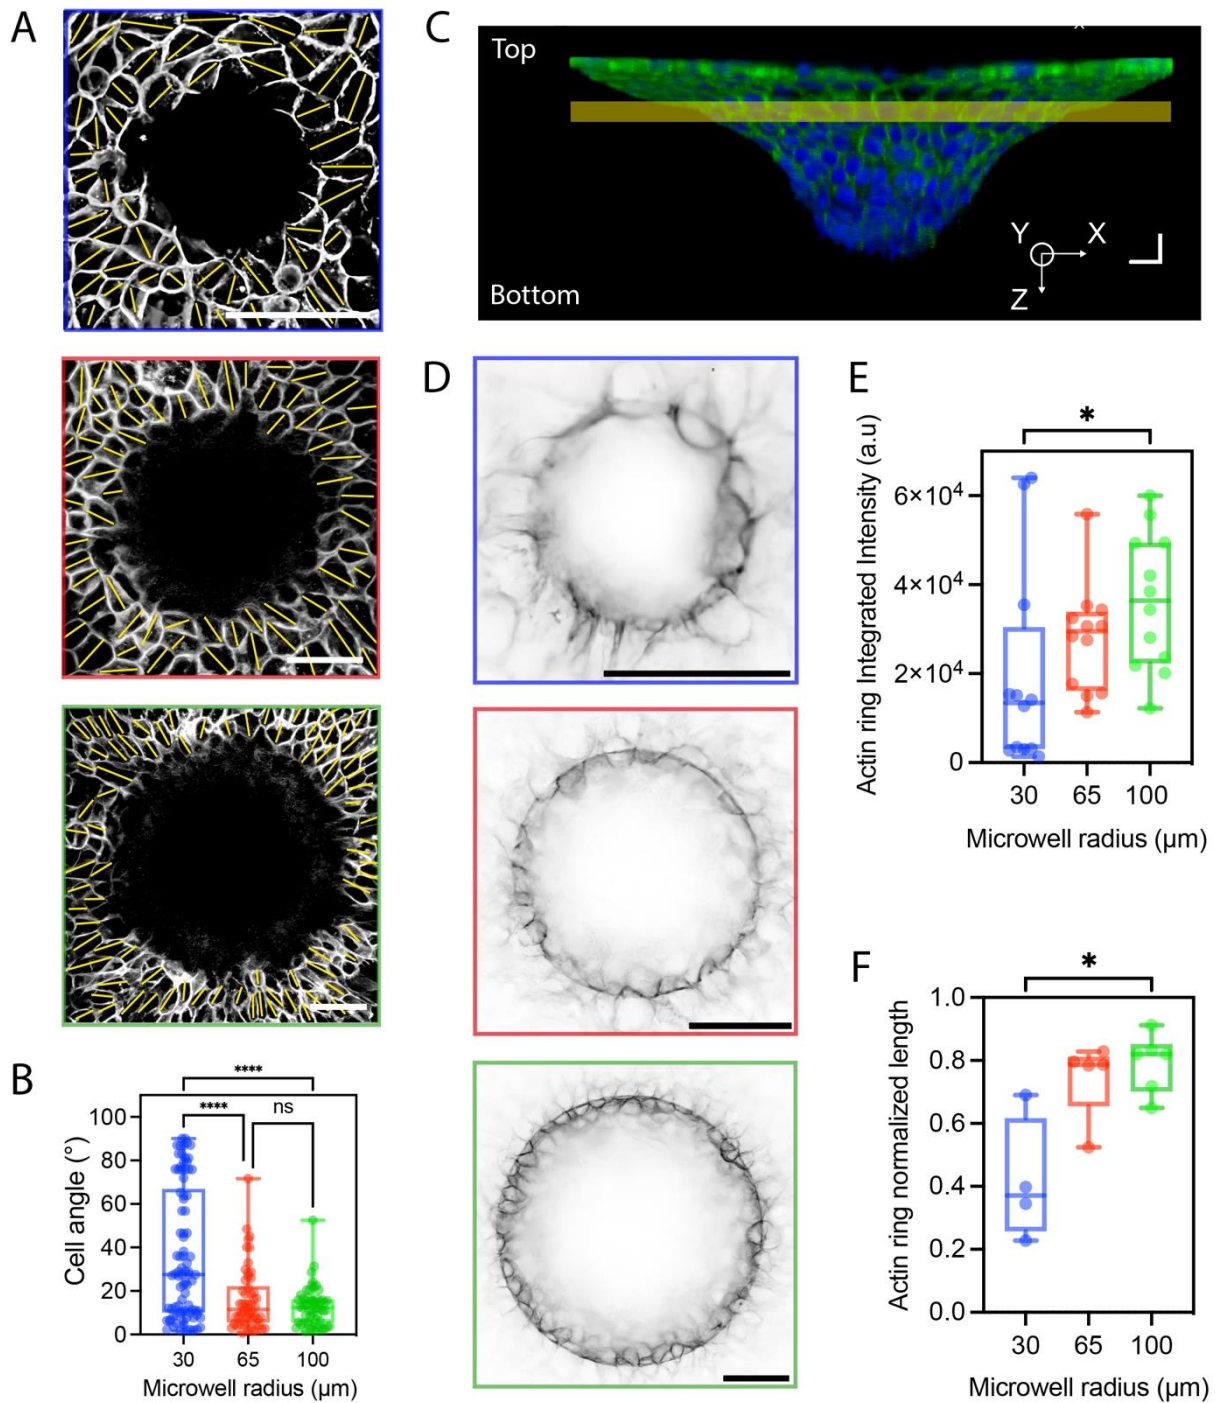 A
C
Top
Bottom
Y
X
Z
D
E
*
Actin ring Integrated Intensity (a.u)
6×10⁴
4×10⁴
2×10⁴
0
30 65 100
Microwell radius (µm)
B
****
****
ns
Cell angle (°)
100
80
60
40
20
0
30 65 100
Microwell radius (µm)
F
*
Actin ring normalized length
1.0
0.8
0.6
0.4
0.2
0.0
30 65 100
Microwell radius (µm)